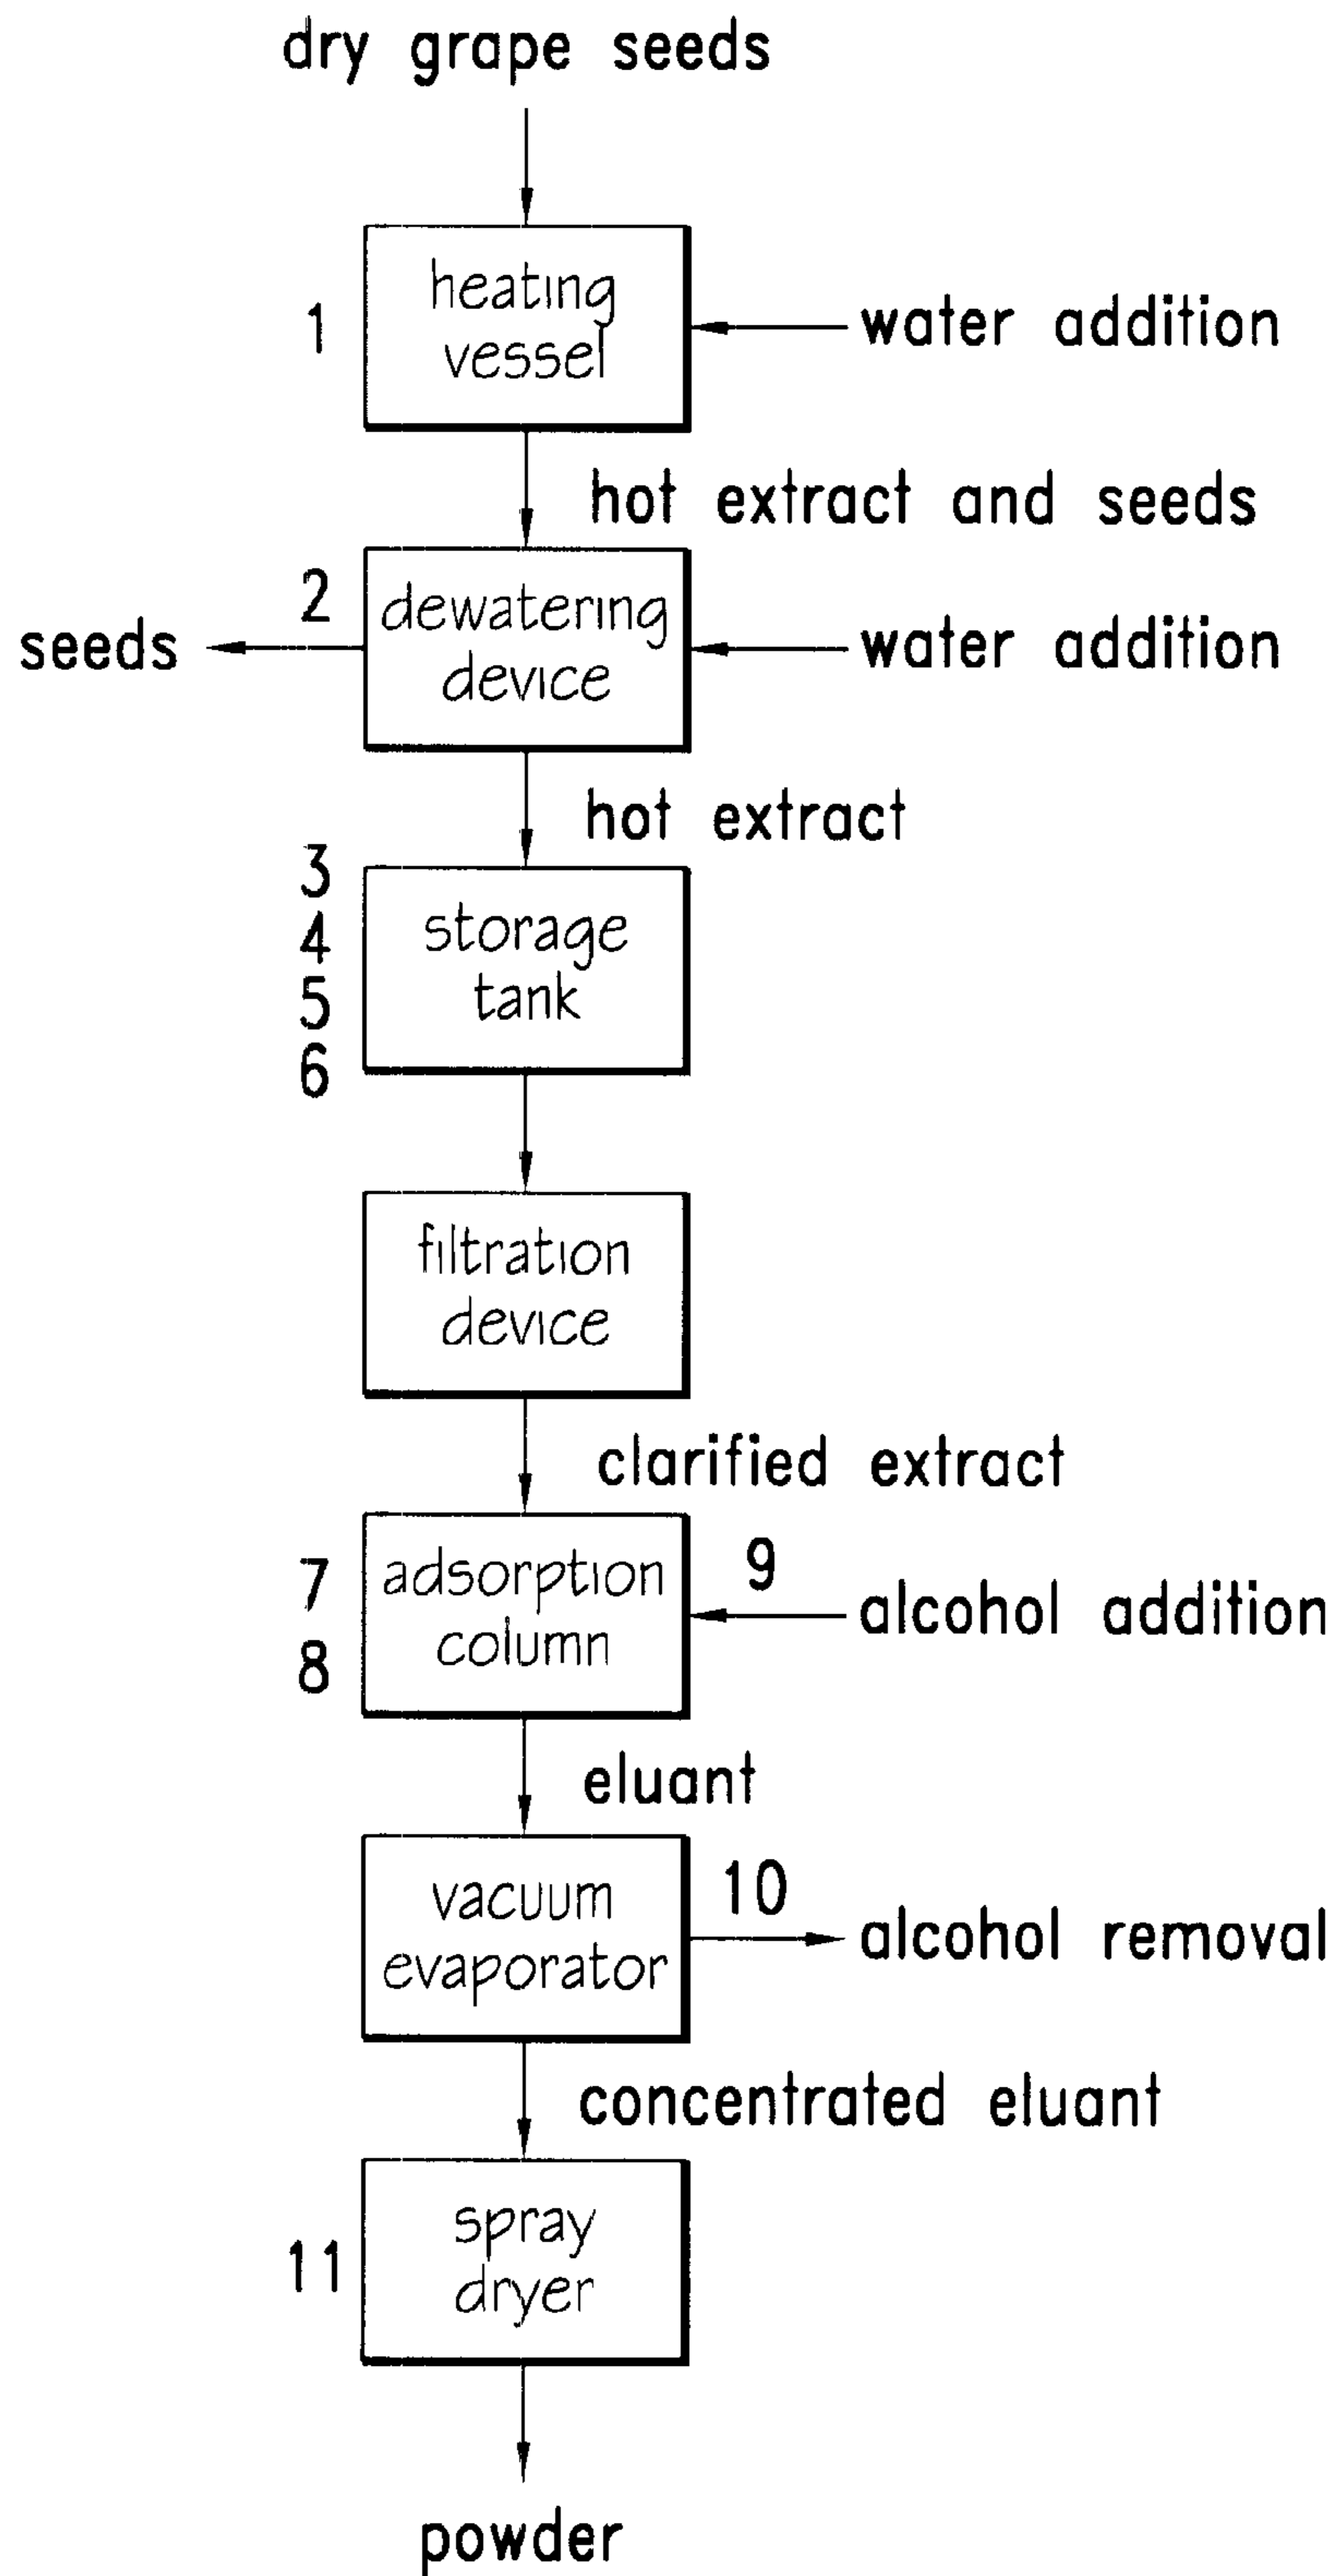 dry grape seeds
1
heating
vessel
water addition
hot extract and seeds
2
seeds
dewatering
device
water addition
hot extract
3
4
5
6
storage
tank
filtration
device
clarified extract
7
8
adsorption
column
9
alcohol addition
eluant
vacuum
evaporator
10
alcohol removal
concentrated eluant
11
spray
dryer
powder